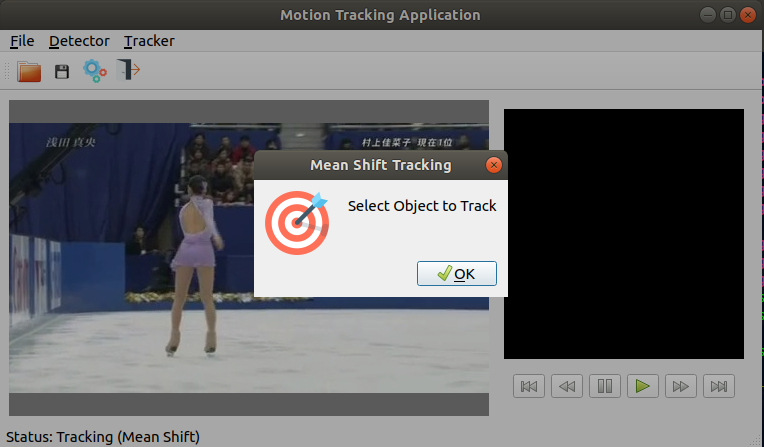 Motion Tracking Application
File Detector Tracker
浅田 真央
村上佳菜子 現在1位
Mean Shift Tracking
Select Object to Track
OK
Status: Tracking (Mean Shift)